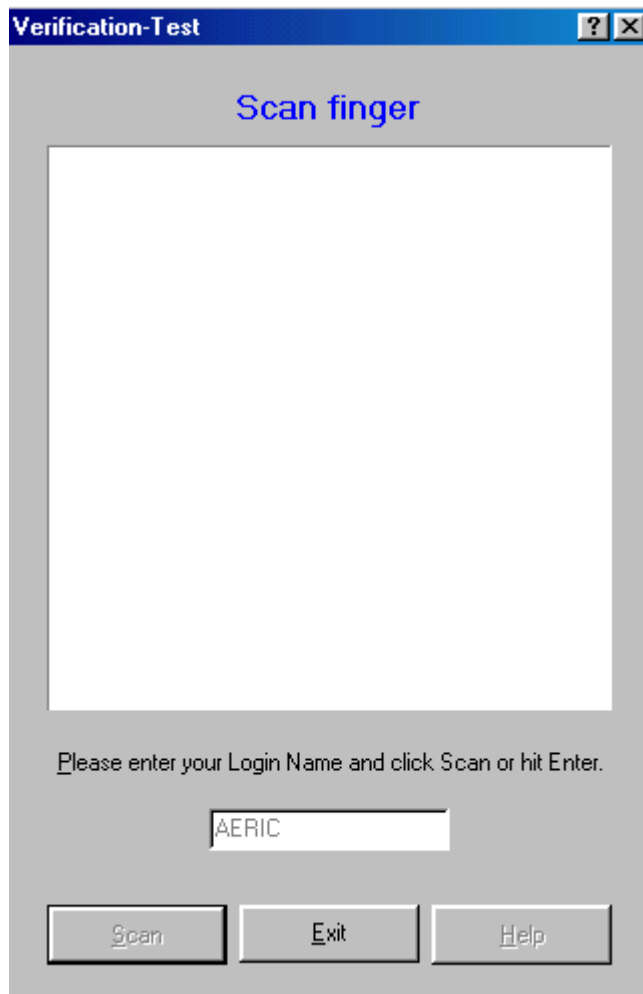 Verification-Test
Scan finger
Please enter your Login Name and click Scan or hit Enter.
AERIC
Scan Exit Help